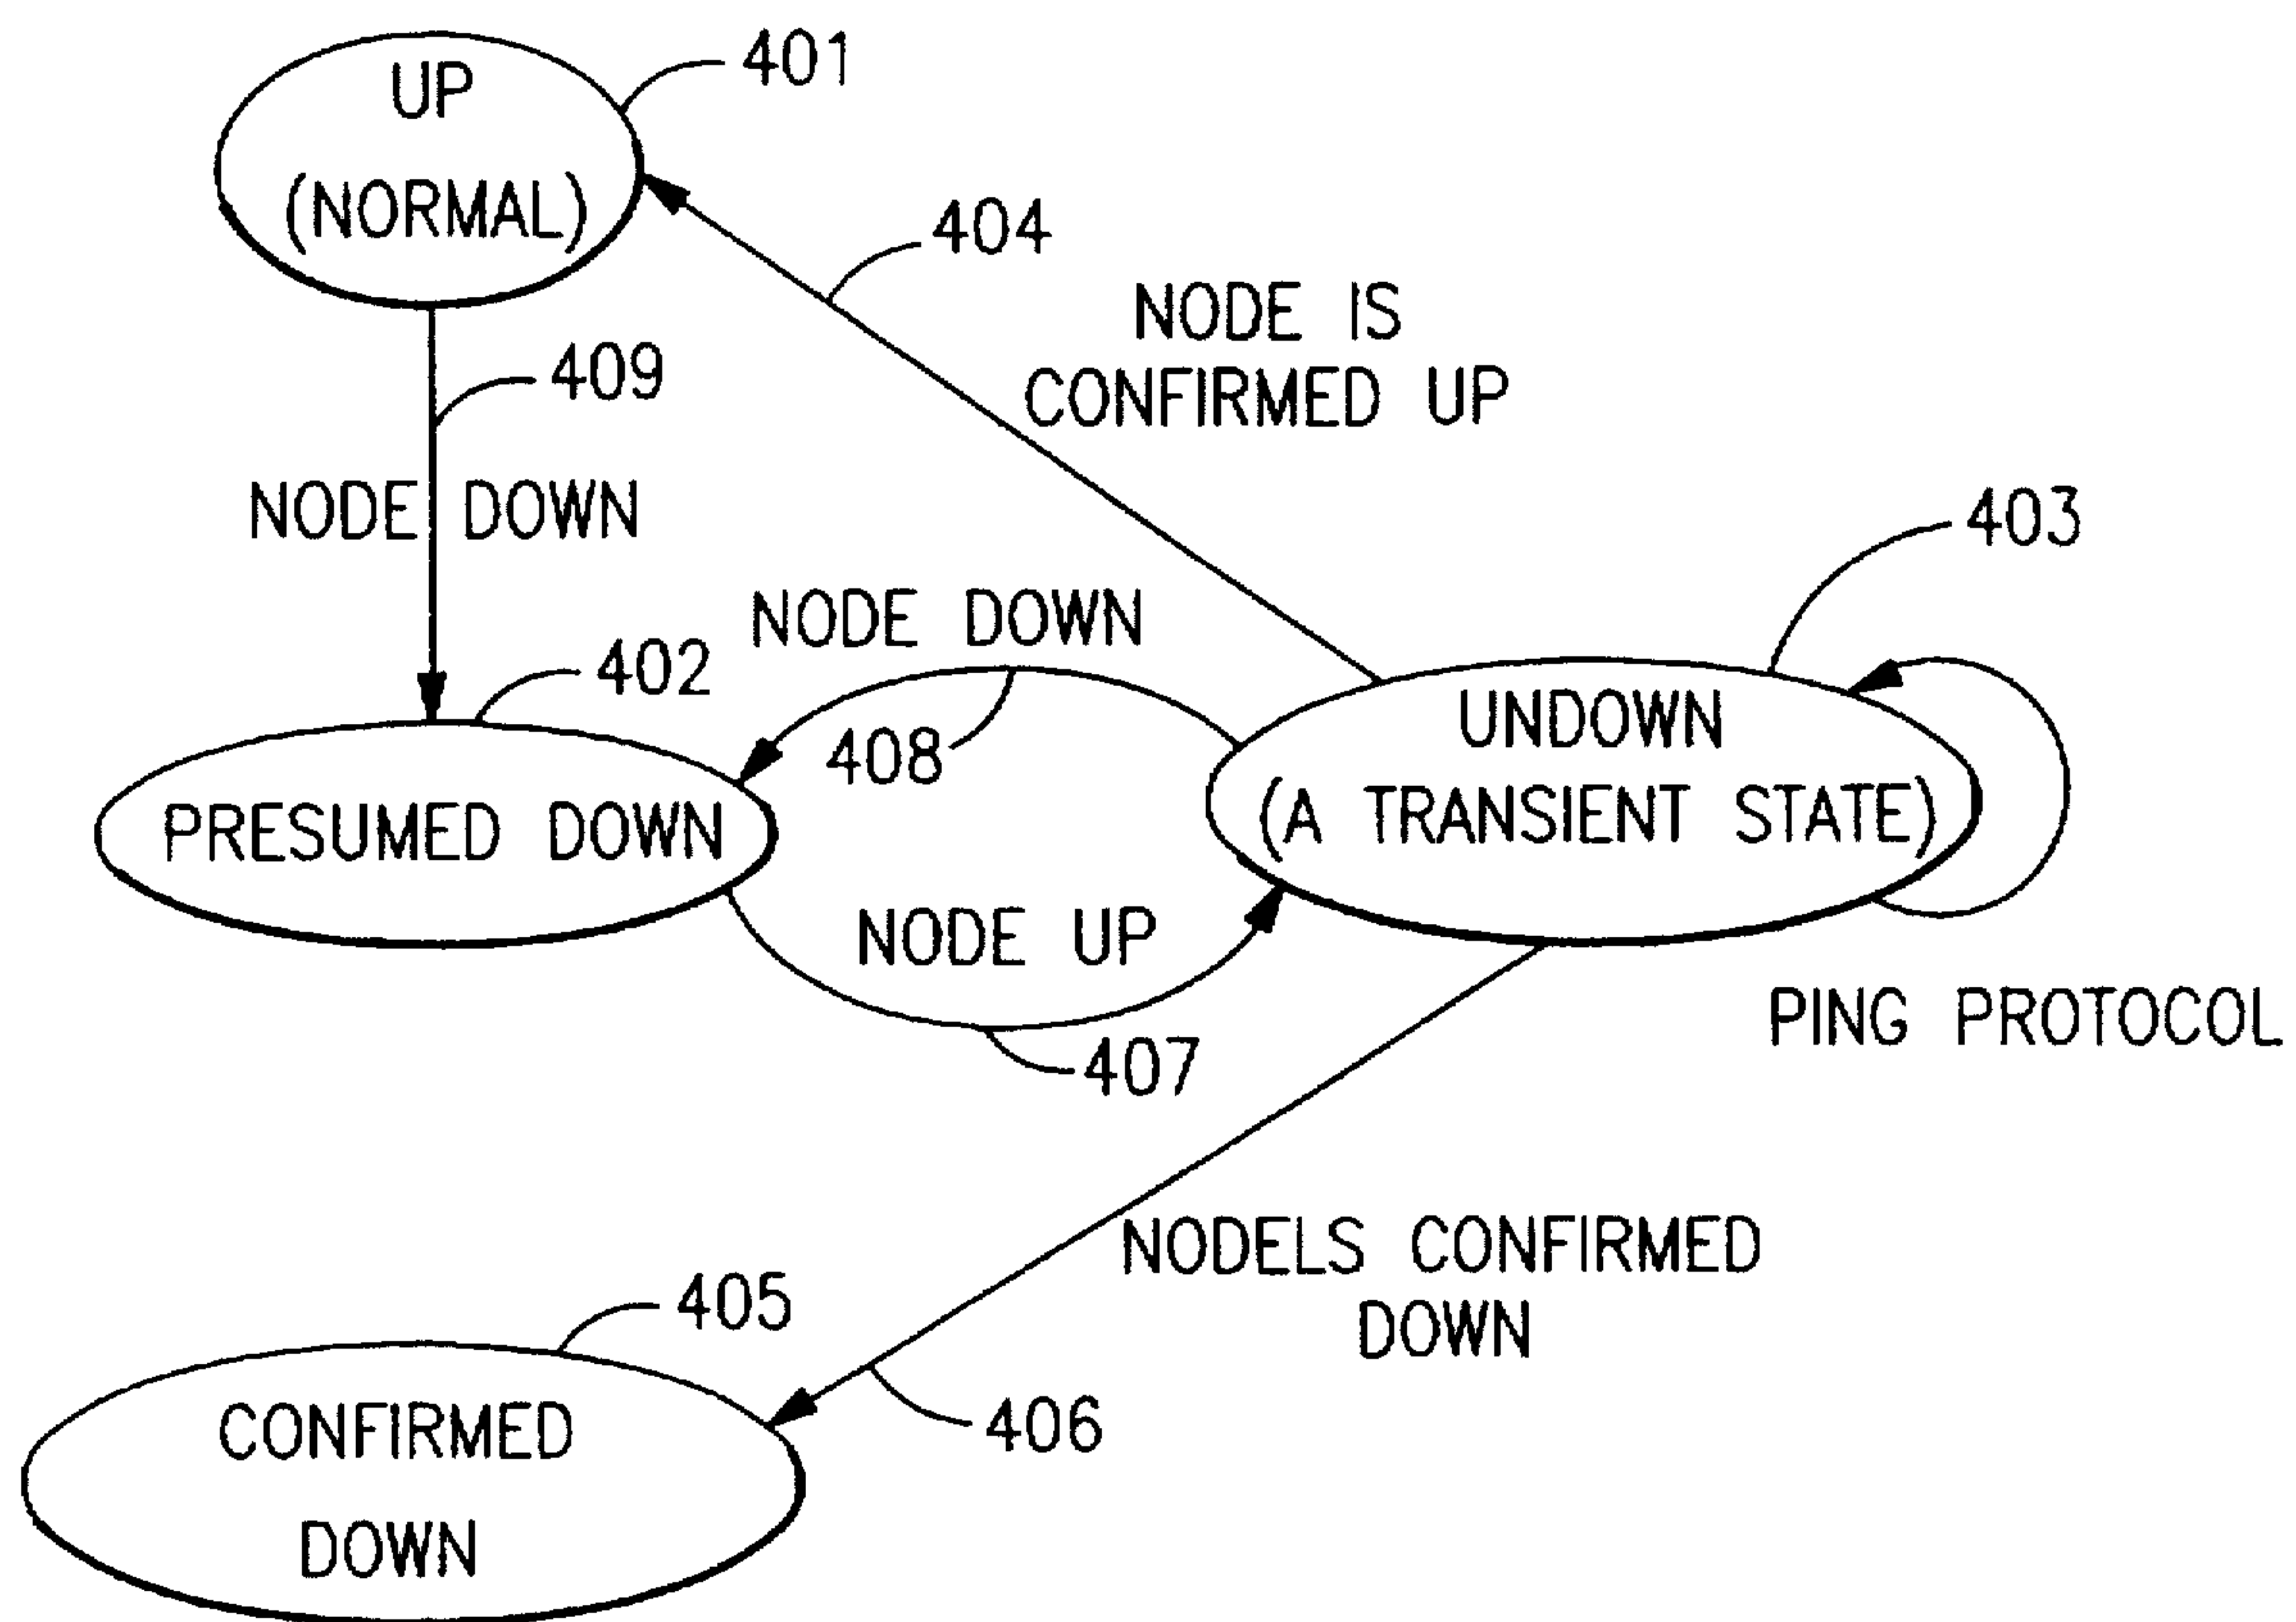 UP
(NORMAL)
401
404
NODE IS
CONFIRMED UP
409
NODE DOWN
403
NODE DOWN
402
408
UNDOWN
(A TRANSIENT STATE)
PRESUMED DOWN
NODE UP
407
PING PROTOCOL
NODELS CONFIRMED
DOWN
405
406
CONFIRMED
DOWN